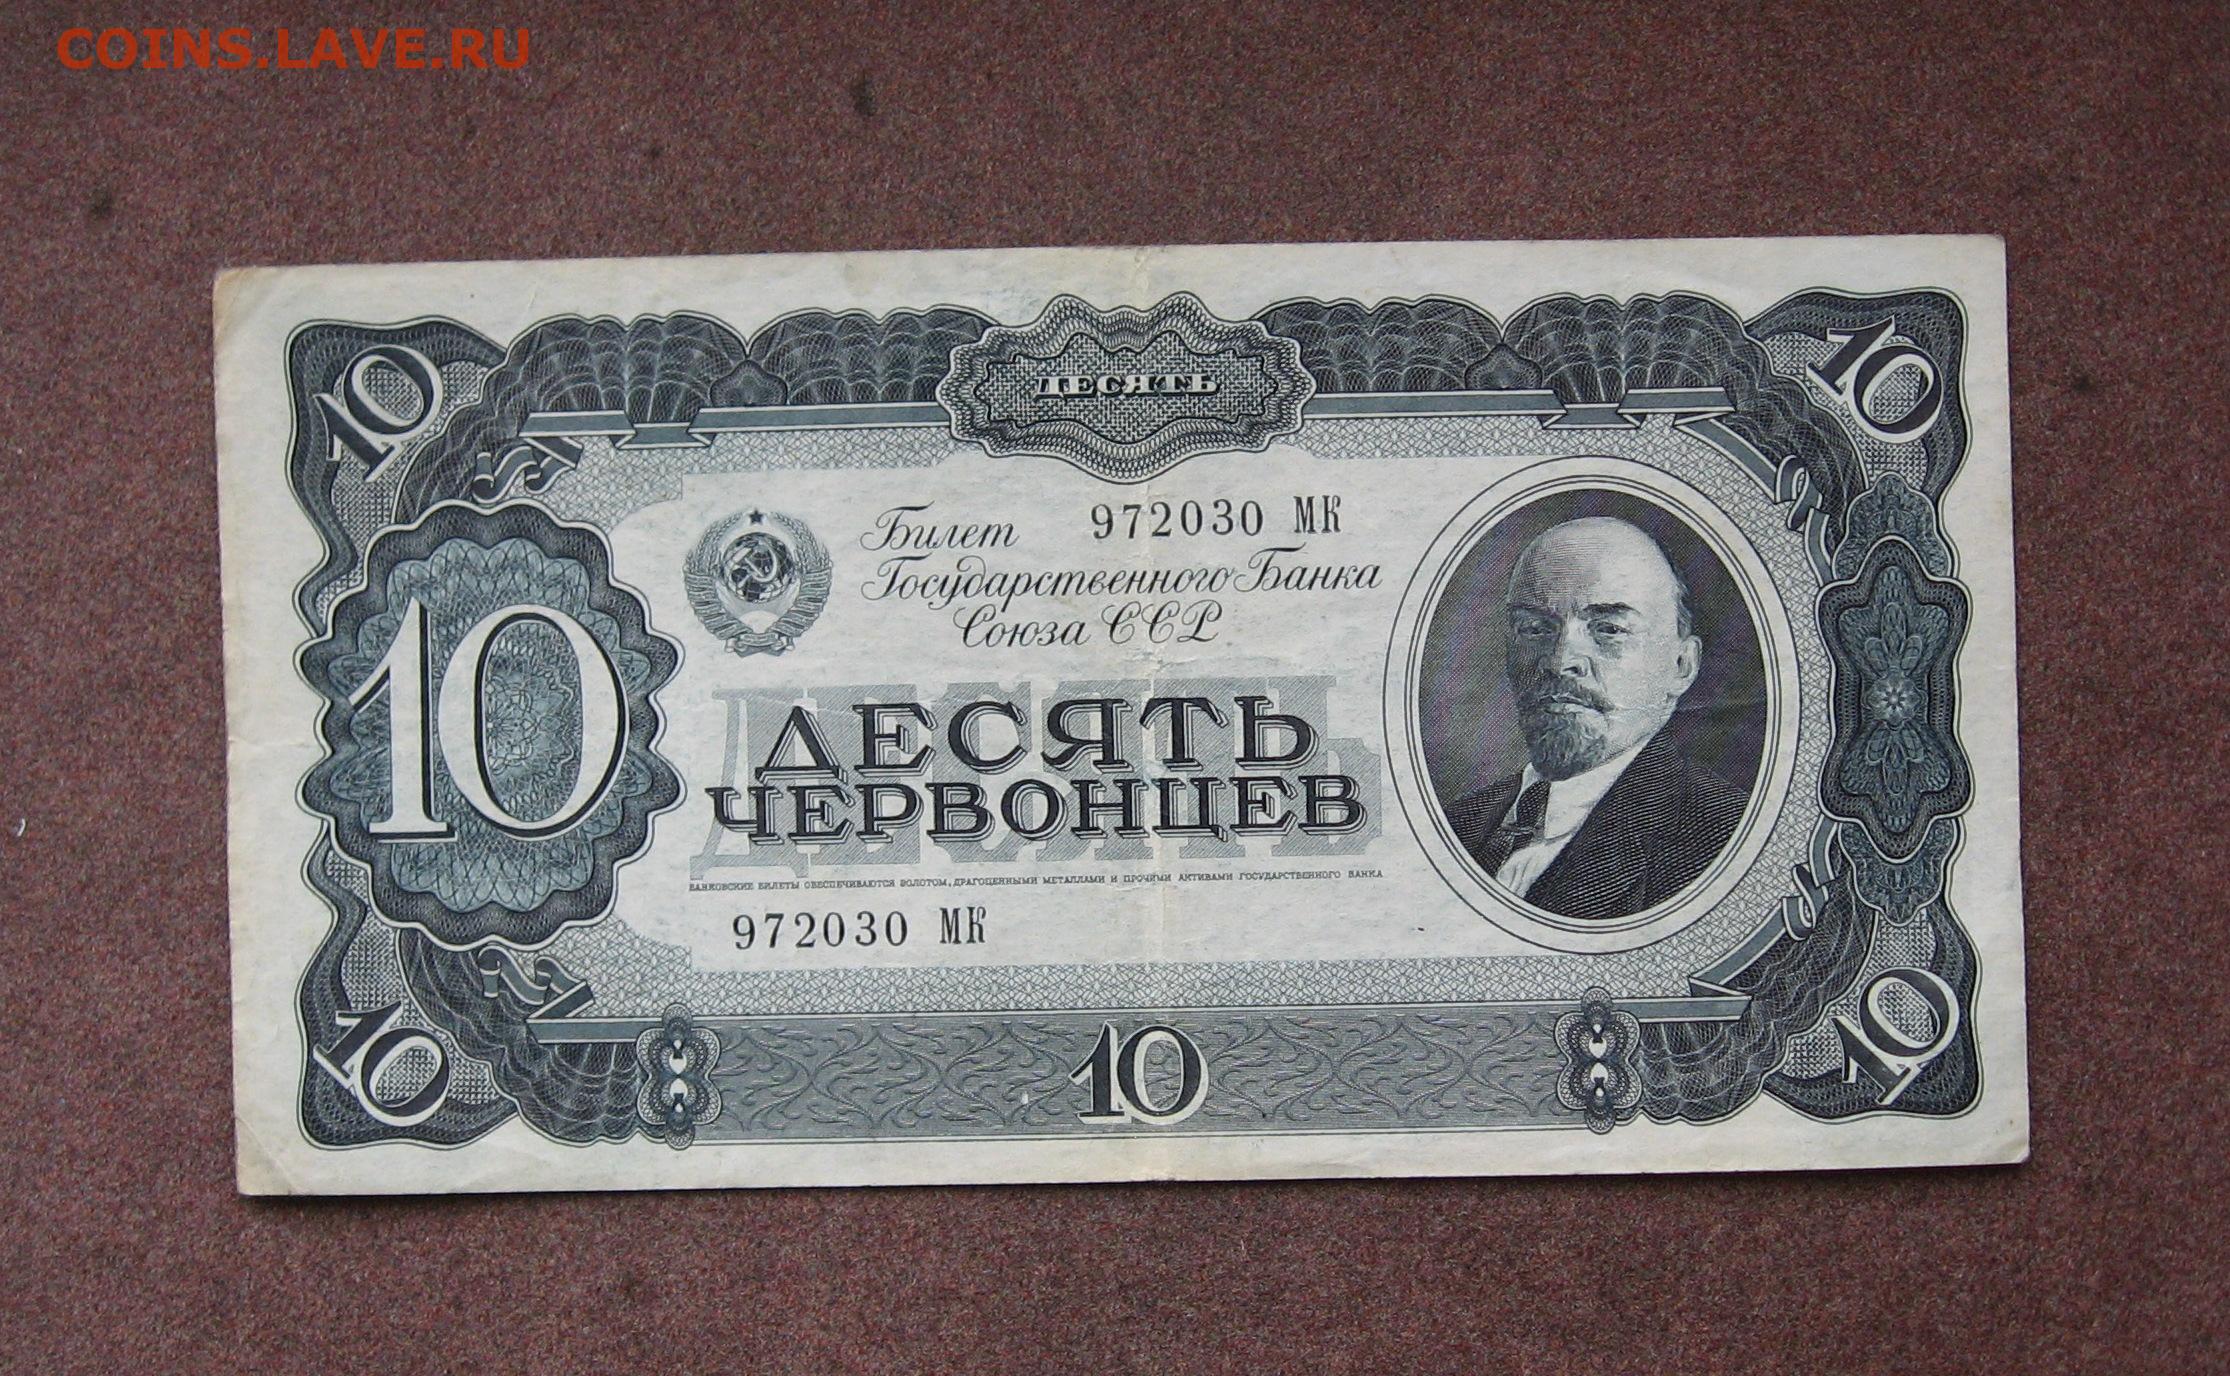 COINS.LAVE.RU
10
ДЕСЯТЬ
10
Билет 972030 МК
Государственного Банка
Союза ССР
10
ДЕСЯТЬ
ДЕСЯТЬ
ЧЕРВОНЦЕВ
БАНКОВСКИЕ БИЛЕТЫ ОБЕСПЕЧИВАЮТСЯ ЗОЛОТОМ, ДРАГОЦЕННЫМИ МЕТАЛЛАМИ И ПРОЧИМИ АКТИВАМИ ГОСУДАРСТВЕННОГО БАНКА
972030 МК
10
10
10